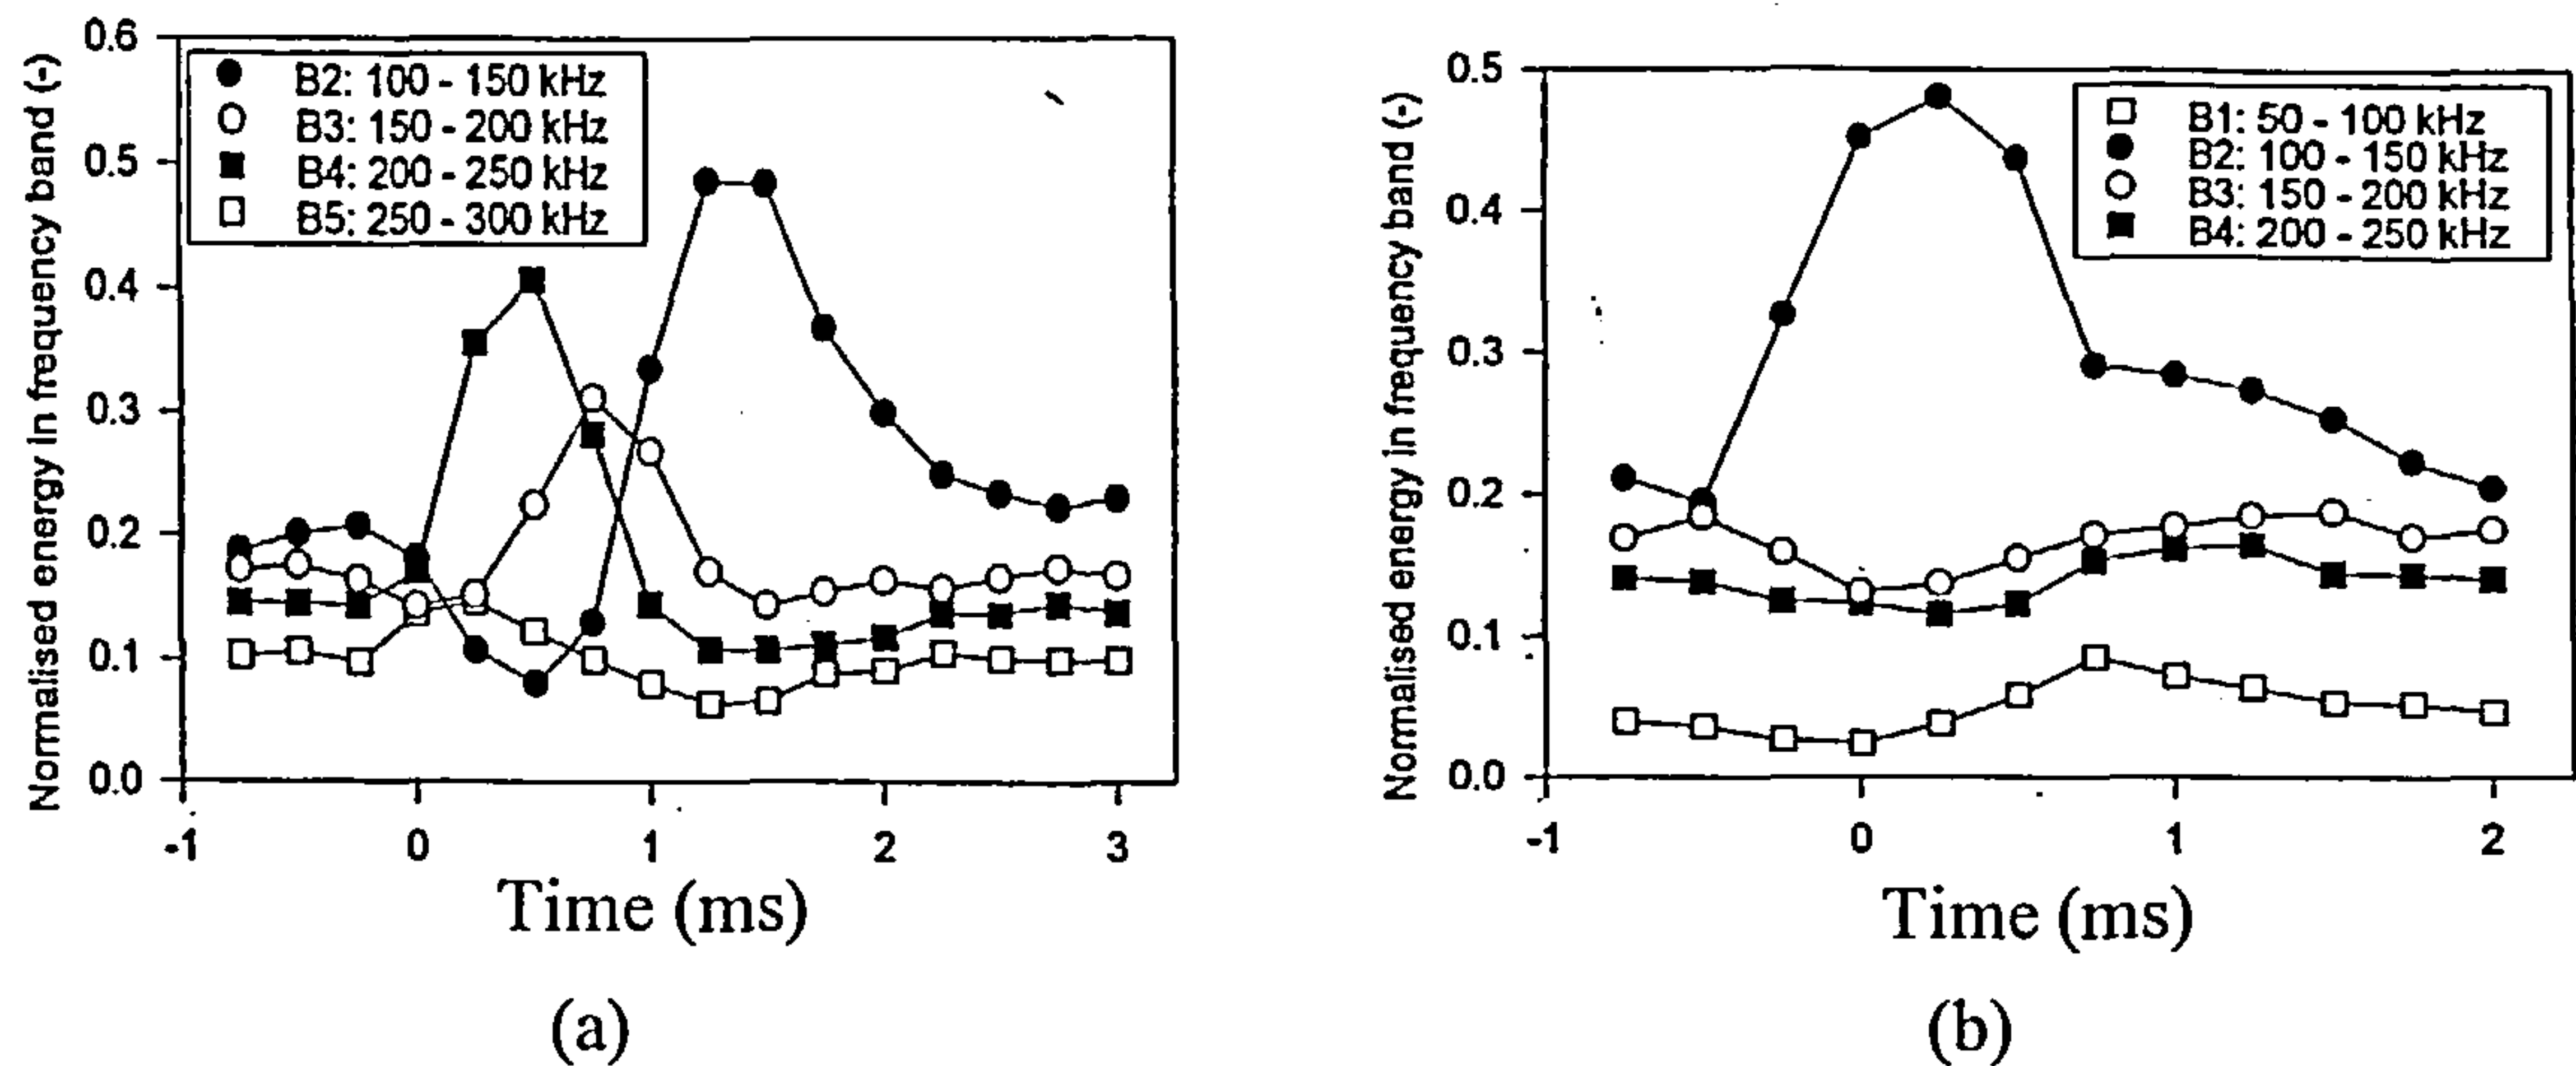 Normalised energy in frequency band (-)
0.6
0.5
0.4
0.3
0.2
0.1
0.0
B2: 100 - 150 kHz
B3: 150 - 200 kHz
B4: 200 - 250 kHz
B5: 250 - 300 kHz
-1 0 1 2 3
Time (ms)
(a)
Normalised energy in frequency band (-)
0.5
0.4
0.3
0.2
0.1
0.0
B1: 50 - 100 kHz
B2: 100 - 150 kHz
B3: 150 - 200 kHz
B4: 200 - 250 kHz
-1 0 1 2
Time (ms)
(b)